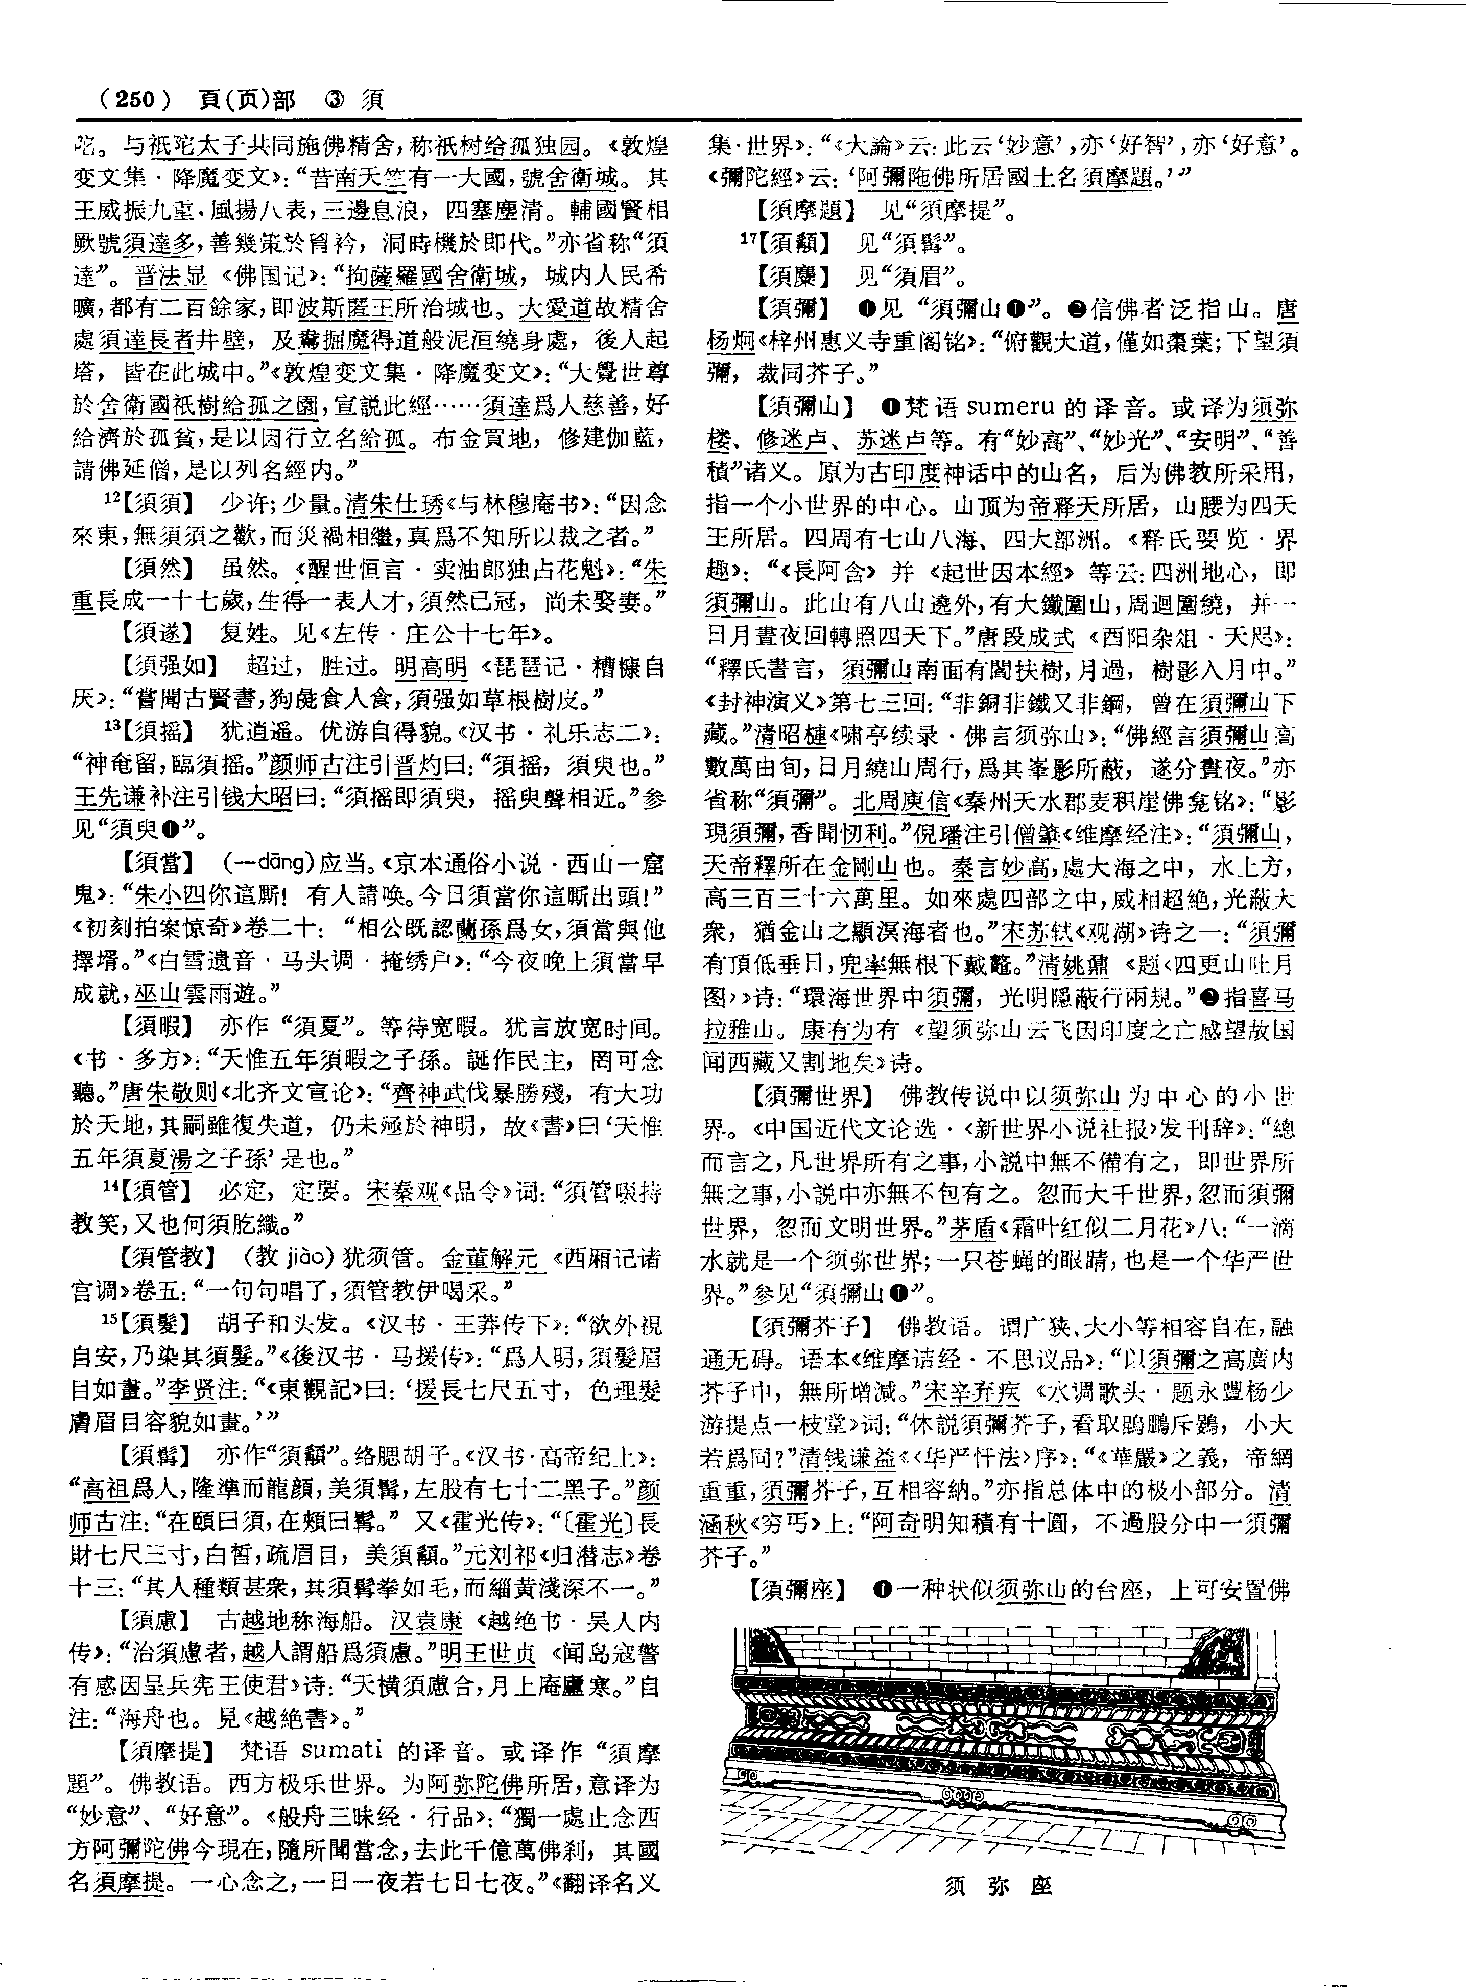 (250) 頁(页)部 ③ 須
陀。与祇陀太子共同施佛精舍，称祇树给孤独园。《敦煌
变文集·降魔变文》：“昔南天竺有一大國，號舍衛城。其
王威振九重，風揚八表，三邊息浪，四塞塵清。輔國賢相
厥號須達多，善幾策於胷衿，洞時機於即代。”亦省称“须
達”。晋法显《佛国记》：“拘薩羅國舍衛城，城内人民希
曠，都有二百餘家，即波斯匿王所治城也。大愛道故精舍
處須達長者井壁，及鴦掘魔得道般泥洹燒身處，後人起
塔，皆在此城中。”《敦煌变文集·降魔变文》：“大覺世尊
於舍衛國祇樹給孤之園，宣説此經……須達爲人慈善，好
給濟於孤貧，是以因行立名給孤。布金買地，修建伽藍，
請佛延僧，是以列名經内。”
12【須須】 少许；少量。清朱仕琇《与林穆庵书》：“因念
來東，無須須之歡，而災禍相繼，真爲不知所以裁之者。”
【須然】 虽然。《醒世恒言·卖油郎独占花魁》：“朱
重長成一十七歲，生得一表人才，須然已冠，尚未娶妻。”
【須遂】 复姓。见《左传·庄公十七年》。
【須强如】 超过，胜过。明高明《琵琶记·糟糠自
厌》：“嘗聞古賢書，狗彘食人食，須强如草根樹皮。”
13【須摇】 犹逍遥。优游自得貌。《汉书·礼乐志二》：
“神奄留，臨須摇。”颜师古注引晋灼曰：“須摇，須臾也。”
王先谦补注引钱大昭曰：“須摇即須臾，摇臾聲相近。”参
见“須臾❶”。
【須當】 (—dāng)应当。《京本通俗小说·西山一窟
鬼》：“朱小四你這厮！有人請唤。今日須當你這厮出頭！”
《初刻拍案惊奇》卷二十：“相公既認蘭孫爲女，須當與他
擇壻。”《白雪遗音·马头调·掩绣户》：“今夜晚上須當早
成就，巫山雲雨遊。”
【須暇】 亦作“須夏”。等待宽暇。犹言放宽时间。
《书·多方》：“天惟五年須暇之子孫。誕作民主，罔可念
聽。”唐朱敬则《北齐文宣论》：“齊神武伐暴勝殘，有大功
於天地，其嗣雖復失道，仍未殛於神明，故《書》曰‘天惟
五年須夏湯之子孫’是也。”
14【須管】 必定，定要。宋秦观《品令》词：“須管啜持
教笑，又也何須肐織。”
【須管教】 (教 jiào)犹须管。金董解元《西厢记诸
宫调》卷五：“一句句唱了，須管教伊喝采。”
15【須髮】 胡子和头发。《汉书·王莽传下》：“欲外視
自安，乃染其須髮。”《後汉书·马援传》：“爲人明，須髮眉
目如畫。”李贤注：“《東觀記》曰：‘援長七尺五寸，色理髮
膚眉目容貌如畫。’”
【須髯】 亦作“須顬”。络腮胡子。《汉书·高帝纪上》：
“高祖爲人，隆準而龍顔，美須髯，左股有七十二黑子。”颜
师古注：“在頤曰須，在頰曰髯。” 又《霍光传》：“〔霍光〕長
財七尺三寸，白皙，疏眉目，美須顬。”元刘祁《归潜志》卷
十三：“其人種類甚衆，其須髯拳如毛，而緇黄淺深不一。”
【須慮】 古越地称海船。汉袁康《越绝书·吴人内
传》：“治須慮者，越人謂船爲須慮。”明王世贞《闻岛寇警
有感因呈兵宪王使君》诗：“天横須慮合，月上庵廬寒。”自
注：“海舟也。見《越絶書》。”
【須摩提】 梵语 sumati 的译音。或译作“須摩
題”。佛教语。西方极乐世界。为阿弥陀佛所居，意译为
“妙意”、“好意”。《般舟三昧经·行品》：“獨一處止念西
方阿彌陀佛今現在，隨所聞當念，去此千億萬佛刹，其國
名須摩提。一心念之，一日一夜若七日七夜。”《翻译名义
集·世界》：“《大論》云：此云‘妙意’，亦‘好智’，亦‘好意’。
《彌陀經》云：‘阿彌陁佛所居國土名須摩題。’”
【須摩題】 见“須摩提”。
17【須顬】 见“須髯”。
【須麋】 见“須眉”。
【須彌】 ❶见“須彌山❶”。❷信佛者泛指山。唐
杨炯《梓州惠义寺重阁铭》：“俯觀大道，僅如棗葉；下望須
彌，裁同芥子。”
【須彌山】 ❶梵语 sumeru 的译音。或译为须弥
楼、修迷卢、苏迷卢等。有“妙高”、“妙光”、“安明”、“善
積”诸义。原为古印度神话中的山名，后为佛教所采用，
指一个小世界的中心。山顶为帝释天所居，山腰为四天
王所居。四周有七山八海、四大部洲。《释氏要览·界
趣》：“《長阿含》并《起世因本經》等云：四洲地心，即
須彌山。此山有八山遶外，有大鐵圍山，周迴圍繞，并一
日月晝夜回轉照四天下。”唐段成式《酉阳杂俎·天咫》：
“釋氏書言，須彌山南面有閻扶樹，月過，樹影入月中。”
《封神演义》第七三回：“非銅非鐵又非鋼，曾在須彌山下
藏。”清昭槤《啸亭续录·佛言须弥山》：“佛經言須彌山高
數萬由旬，日月繞山周行，爲其峯影所蔽，遂分晝夜。”亦
省称“須彌”。北周庾信《秦州天水郡麦积崖佛龛铭》：“影
現須彌，香聞忉利。”倪璠注引僧肇《维摩经注》：“須彌山，
天帝釋所在金剛山也。秦言妙高，處大海之中，水上方，
高三百三十六萬里。如來處四部之中，威相超絶，光蔽大
衆，猶金山之顯溟海者也。”宋苏轼《观湖》诗之一：“須彌
有頂低垂日，兜率無根下戴鼇。”清姚鼐《题〈四更山吐月
图〉》诗：“環海世界中須彌，光明隱蔽行兩規。”❷指喜马
拉雅山。康有为有《望须弥山云飞因印度之亡感望故国
闻西藏又割地矣》诗。
【須彌世界】 佛教传说中以须弥山为中心的小世
界。《中国近代文论选·〈新世界小说社报〉发刊辞》：“總
而言之，凡世界所有之事，小説中無不備有之，即世界所
無之事，小説中亦無不包有之。忽而大千世界，忽而須彌
世界，忽而文明世界。”茅盾《霜叶红似二月花》八：“一滴
水就是一个须弥世界；一只苍蝇的眼睛，也是一个华严世
界。”参见“須彌山❶”。
【須彌芥子】 佛教语。谓广狭、大小等相容自在，融
通无碍。语本《维摩诘经·不思议品》：“以須彌之高廣内
芥子中，無所增減。”宋辛弃疾《水调歌头·题永豐杨少
游提点一枝堂》词：“休説須彌芥子，看取鵾鵬斥鷃，小大
若爲同？”清钱谦益《〈华严忏法〉序》：“《華嚴》之義，帝網
重重，須彌芥子，互相容納。”亦指总体中的极小部分。清
涵秋《穷丐》上：“阿奇明知積有十圓，不過股分中一須彌
芥子。”
【須彌座】 ❶一种状似须弥山的台座，上可安置佛
须弥座